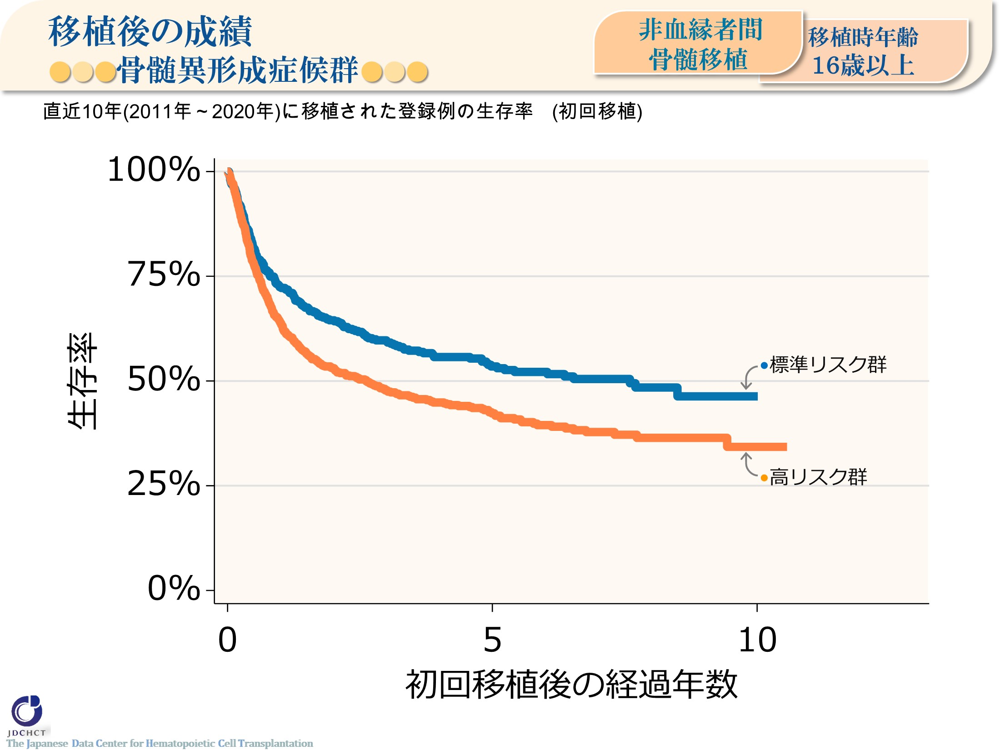 移植後の成績
骨髄異形成症候群
非血縁者間
骨髄移植
移植時年齢
16歳以上
直近10年(2011年～2020年)に移植された登録例の生存率　(初回移植)
100%
75%
50%
25%
0%
生存率
標準リスク群
高リスク群
0
5
10
初回移植後の経過年数
JDCHCT
The Japanese Data Center for Hematopoietic Cell Transplantation